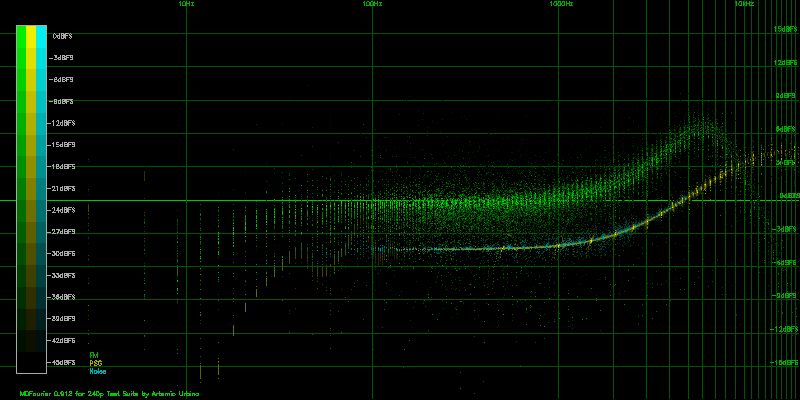 10Hz 100Hz 1000Hz 10kHz
0dBFS
-3dBFS
-6dBFS
-9dBFS
-12dBFS
-15dBFS
-18dBFS
-21dBFS
-24dBFS
-27dBFS
-30dBFS
-33dBFS
-36dBFS
-39dBFS
-42dBFS
-45dBFS
15dBFS
12dBFS
9dBFS
6dBFS
3dBFS
0dBFS
-3dBFS
-6dBFS
-9dBFS
-12dBFS
-15dBFS
FM
PSG
Noise
MDFourier 0.912 for 240p Test Suite by Artemio Urbina